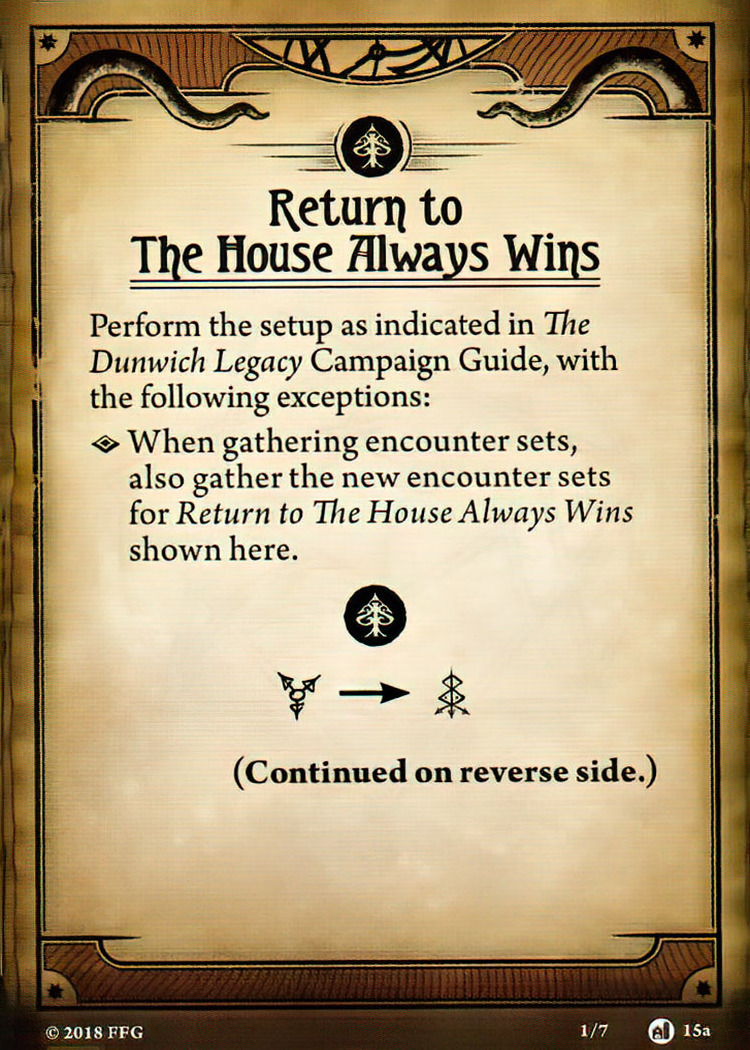 Return to
The House Always Wins
Perform the setup as indicated in The
Dunwich Legacy Campaign Guide, with
the following exceptions:
When gathering encounter sets,
also gather the new encounter sets
for Return to The House Always Wins
shown here.
(Continued on reverse side.)
© 2018 FFG
1/7
15a